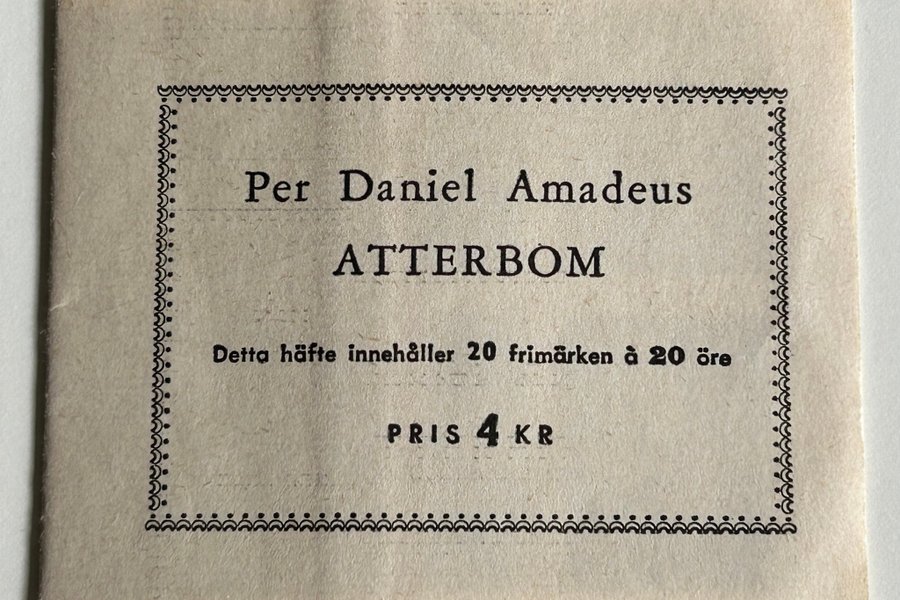 Per Daniel Amadeus
ATTERBOM
Detta häfte innehåller 20 frimärken à 20 öre
PRIS 4 KR